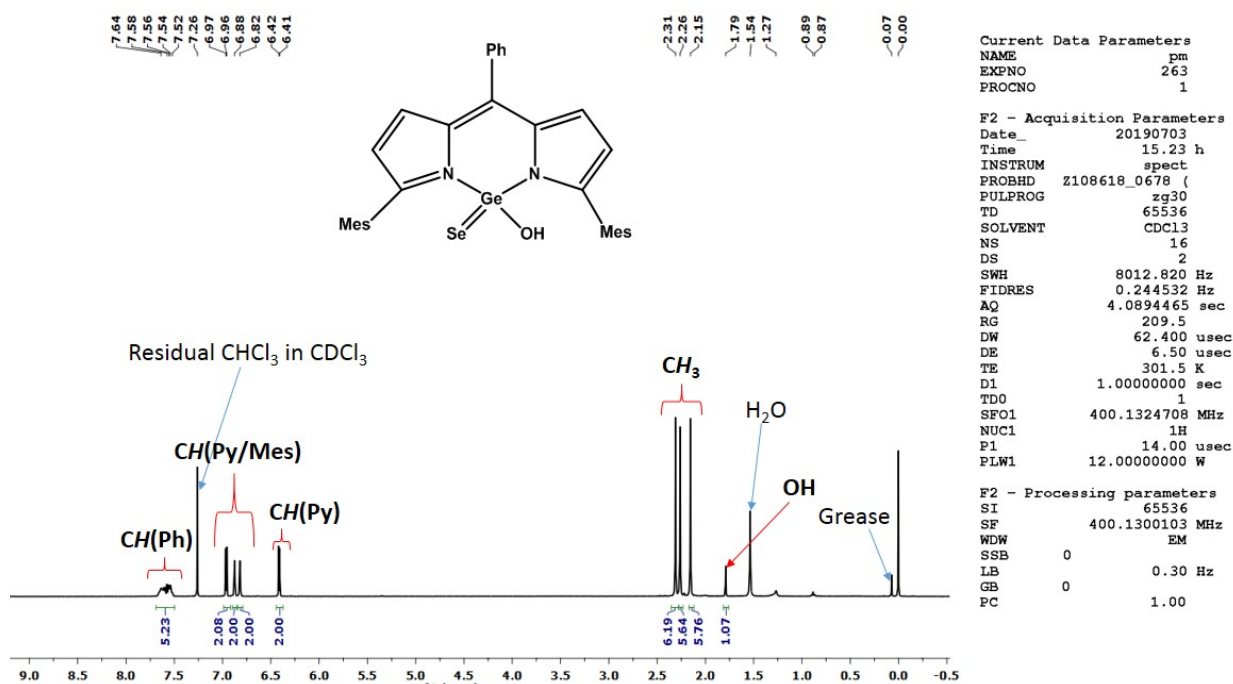 7.64 7.58 7.56 7.54 7.52 7.26 6.97 6.96 6.88 6.82 6.42 6.41 2.31 2.26 2.15 1.79 1.54 1.27 0.89 0.87 0.07 0.00
Ph
N N
Ge
Mes Se OH Mes
Residual CHCl3 in CDCl3
CH3
H2O
CH(Py/Mes)
OH
CH(Py)
Grease
CH(Ph)
5.23 2.08 2.00 2.00 2.00 6.19 5.64 5.76 1.07
9.0 8.5 8.0 7.5 7.0 6.5 6.0 5.5 5.0 4.5 4.0 3.5 3.0 2.5 2.0 1.5 1.0 0.5 0.0 -0.5
Current Data Parameters
NAME pm
EXPNO 263
PROCNO 1
F2 - Acquisition Parameters
Date_ 20190703
Time 15.23 h
INSTRUM spect
PROBHD Z108618_0678 (
PULPROG zg30
TD 65536
SOLVENT CDCl3
NS 16
DS 2
SWH 8012.820 Hz
FIDRES 0.244532 Hz
AQ 4.0894465 sec
RG 209.5
DW 62.400 usec
DE 6.50 usec
TE 301.5 K
D1 1.00000000 sec
TD0 1
SFO1 400.1324708 MHz
NUC1 1H
P1 14.00 usec
PLW1 12.00000000 W
F2 - Processing parameters
SI 65536
SF 400.1300103 MHz
WDW EM
SSB 0
LB 0.30 Hz
GB 0
PC 1.00